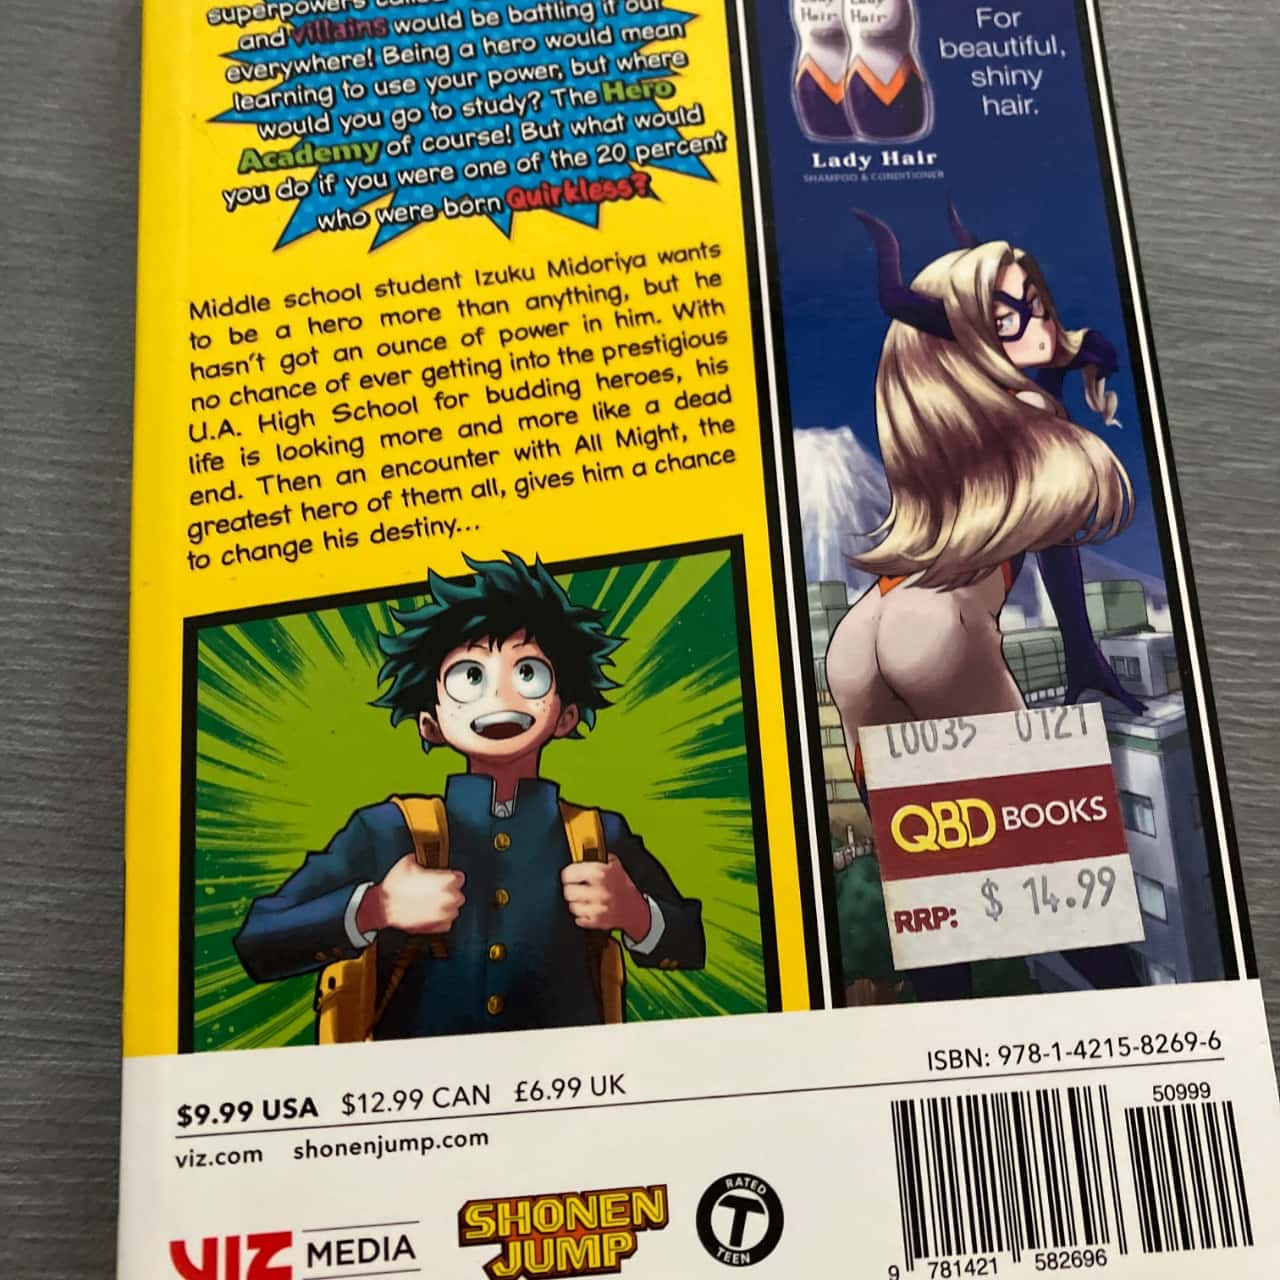 superpowers called
and Villains would be battling it out
everywhere! Being a hero would mean
learning to use your power, but where
would you go to study? The Hero
Academy of course! But what would
you do if you were one of the 20 percent
who were born Quirkless?
Middle school student Izuku Midoriya wants
to be a hero more than anything, but he
hasn't got an ounce of power in him. With
no chance of ever getting into the prestigious
U.A. High School for budding heroes, his
life is looking more and more like a dead
end. Then an encounter with All Might, the
greatest hero of them all, gives him a chance
to change his destiny...
Lady Lady
Hair Hair
For
beautiful,
shiny
hair.
Lady Hair
SHAMPOO & CONDITIONER
QBD BOOKS
RRP: $ 14.99
$9.99 USA $12.99 CAN £6.99 UK
viz.com shonenjump.com
VIZ MEDIA
SHONEN
JUMP
RATED
T
TEEN
ISBN: 978-1-4215-8269-6
50999
9 781421 582696